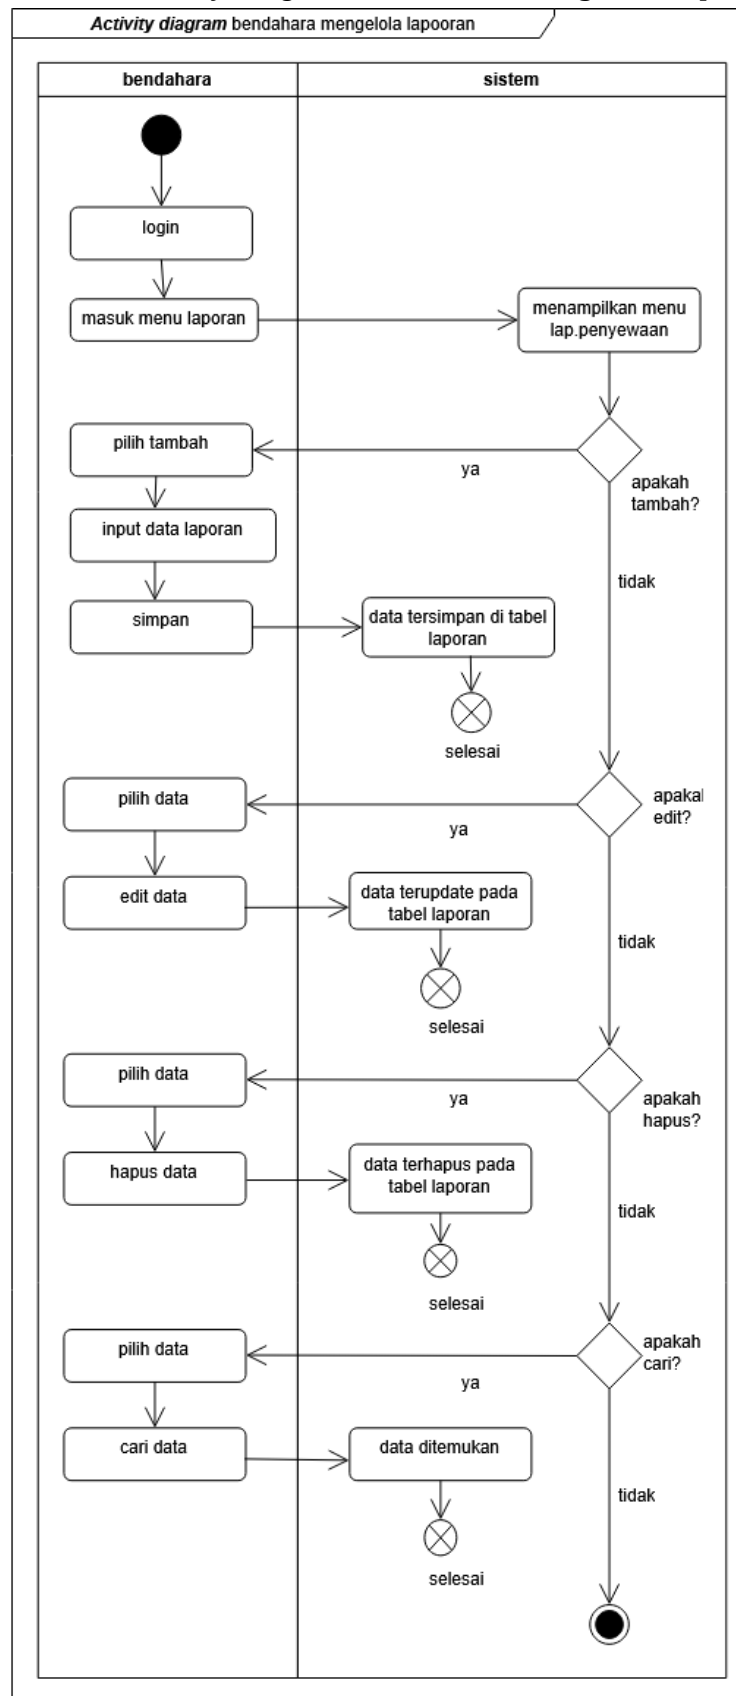 Activity diagram bendahara mengelola lapooran
bendahara
sistem
login
masuk menu laporan
menampilkan menu
lap.penyewaan
pilih tambah
ya
apakah
tambah?
input data laporan
tidak
simpan
data tersimpan di tabel
laporan
selesai
pilih data
ya
apakal
edit?
edit data
data terupdate pada
tabel laporan
tidak
selesai
pilih data
ya
apakah
hapus?
hapus data
data terhapus pada
tabel laporan
tidak
selesai
pilih data
ya
apakah
cari?
cari data
data ditemukan
tidak
selesai